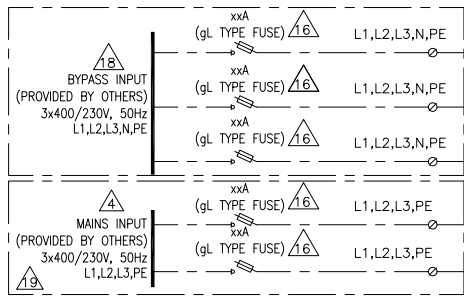 xxA
(gL TYPE FUSE) 16 L1,L2,L3,N,PE
18
BYPASS INPUT
(PROVIDED BY OTHERS)
3x400/230V, 50Hz
L1,L2,L3,N,PE
xxA
(gL TYPE FUSE) 16 L1,L2,L3,N,PE
xxA
(gL TYPE FUSE) 16 L1,L2,L3,N,PE
4
MAINS INPUT
(PROVIDED BY OTHERS)
3x400/230V, 50Hz
L1,L2,L3,PE
19
xxA
(gL TYPE FUSE) 16 L1,L2,L3,PE
xxA
(gL TYPE FUSE) 16 L1,L2,L3,PE